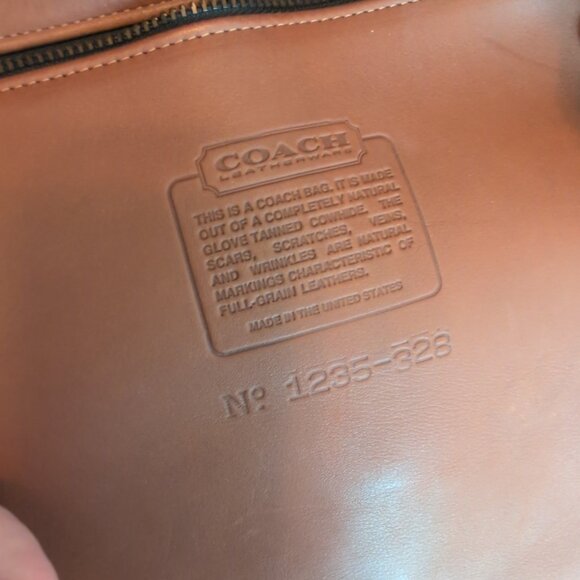 COACH
LEATHERWARE
THIS IS A COACH BAG. IT IS MADE
OUT OF A COMPLETELY NATURAL
GLOVE TANNED COWHIDE. THE
SCARS, SCRATCHES, VEINS,
AND WRINKLES ARE NATURAL
MARKINGS CHARACTERISTIC OF
FULL-GRAIN LEATHERS.
MADE IN THE UNITED STATES
Nº 1235-328